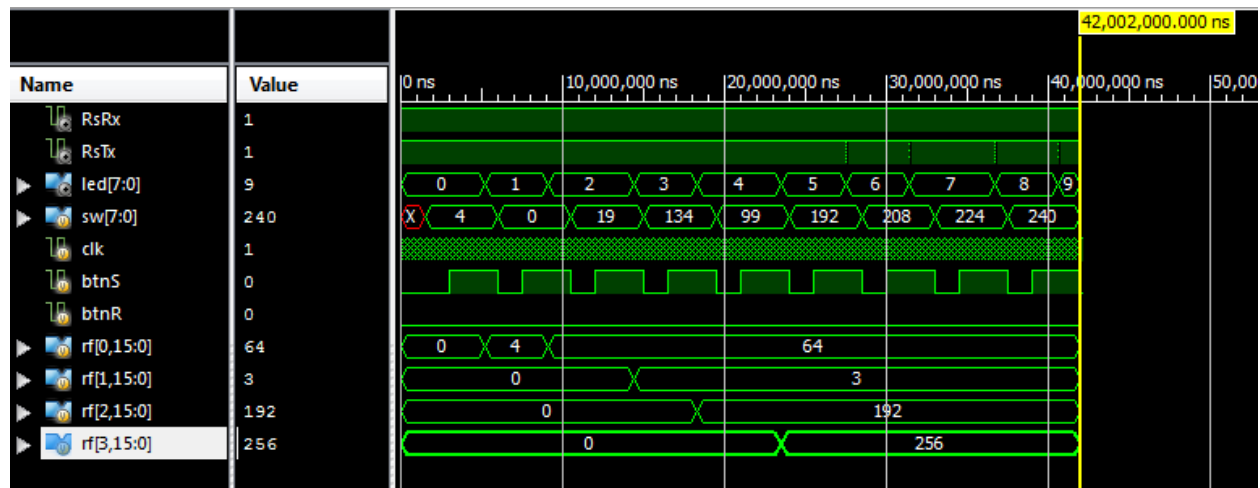 42,002,000.000 ns
Name Value 0 ns 10,000,000 ns 20,000,000 ns 30,000,000 ns 40,000,000 ns 50,00
RsRx 1
RsTx 1
led[7:0] 9 0 1 2 3 4 5 6 7 8 9
sw[7:0] 240 X 4 0 19 134 99 192 208 224 240
clk 1
btnS 0
btnR 0
rf[0,15:0] 64 0 4 64
rf[1,15:0] 3 0 3
rf[2,15:0] 192 0 192
rf[3,15:0] 256 0 256